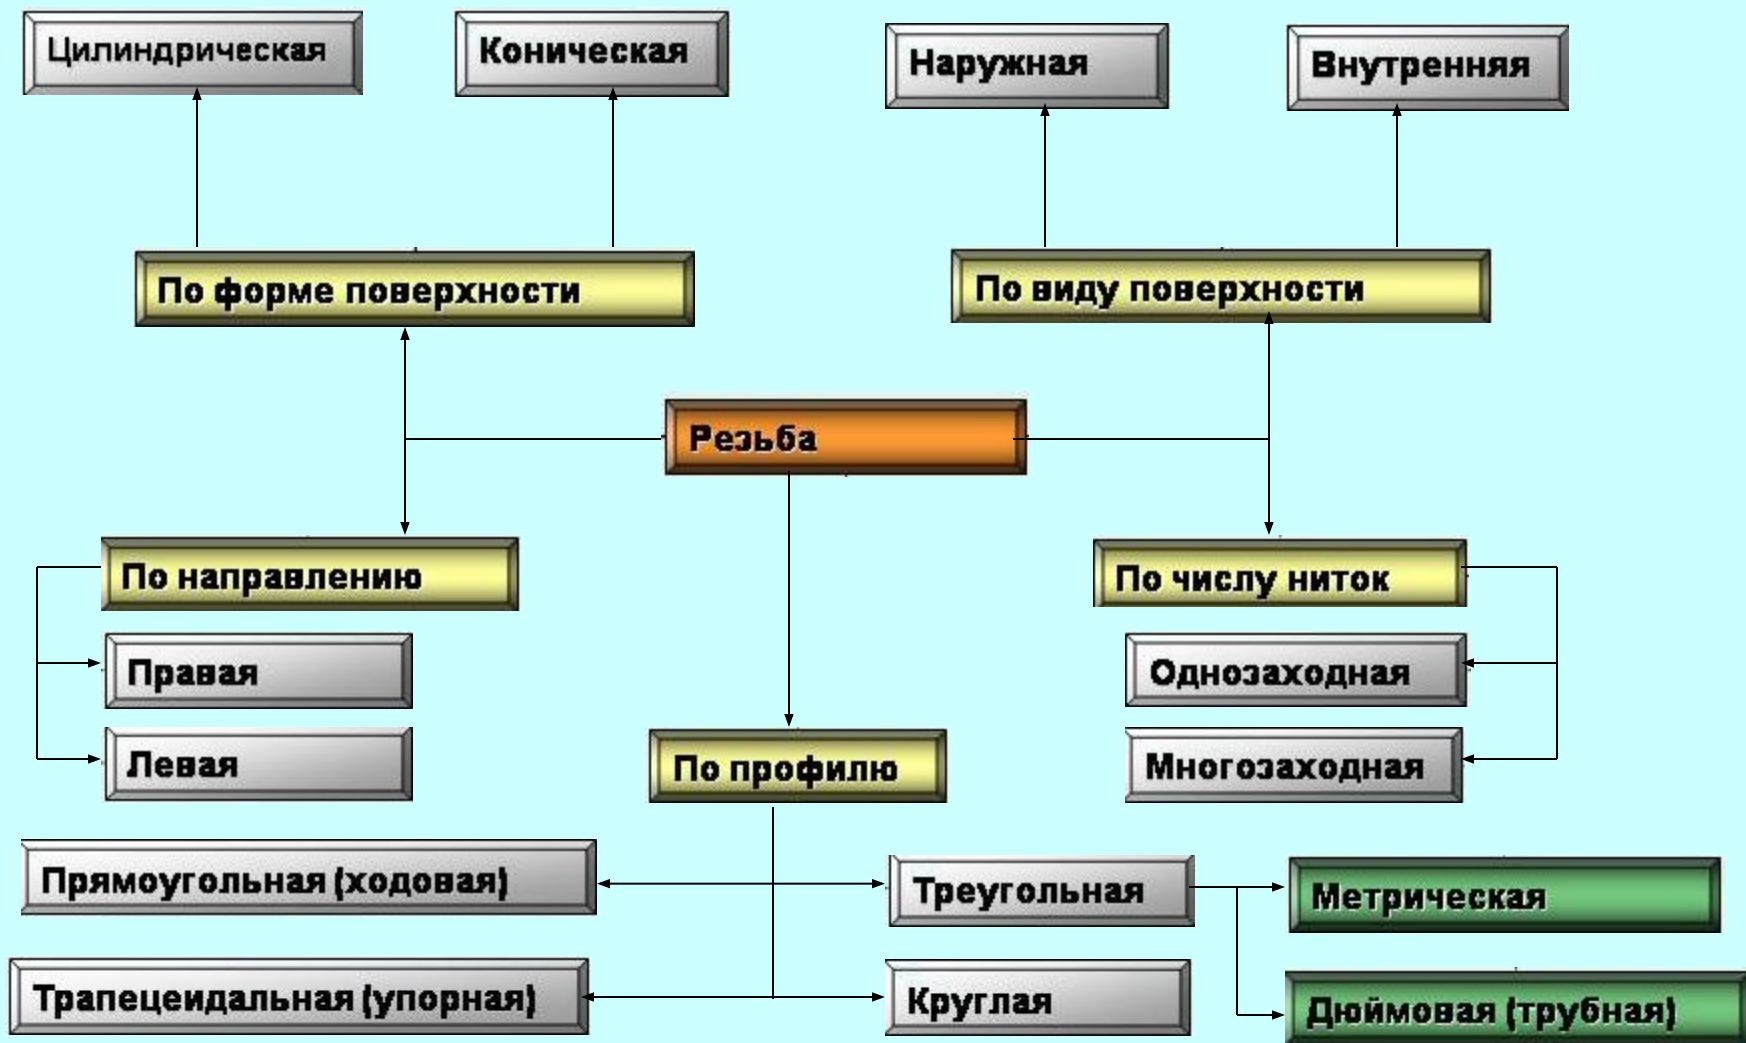 Цилиндрическая
Коническая
Наружная
Внутренняя
По форме поверхности
По виду поверхности
Резьба
По направлению
По числу ниток
Правая
Однозаходная
Левая
Многозаходная
По профилю
Прямоугольная (ходовая)
Треугольная
Метрическая
Трапецеидальная (упорная)
Круглая
Дюймовая (трубная)